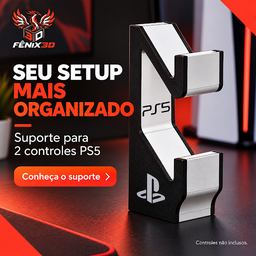 FÊNIX3D
SEU SETUP
MAIS
ORGANIZADO
Suporte para
2 controles PS5
Conheça o suporte >
PS5
Controles não inclusos.